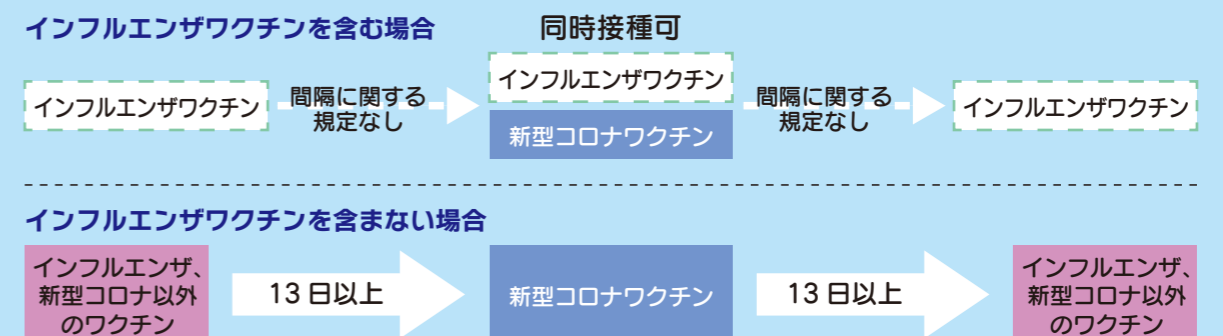 インフルエンザワクチンを含む場合
同時接種可
インフルエンザワクチン
間隔に関する
規定なし
インフルエンザワクチン
新型コロナワクチン
間隔に関する
規定なし
インフルエンザワクチン
インフルエンザワクチンを含まない場合
インフルエンザ、
新型コロナ以外
のワクチン
13日以上
新型コロナワクチン
13日以上
インフルエンザ、
新型コロナ以外
のワクチン